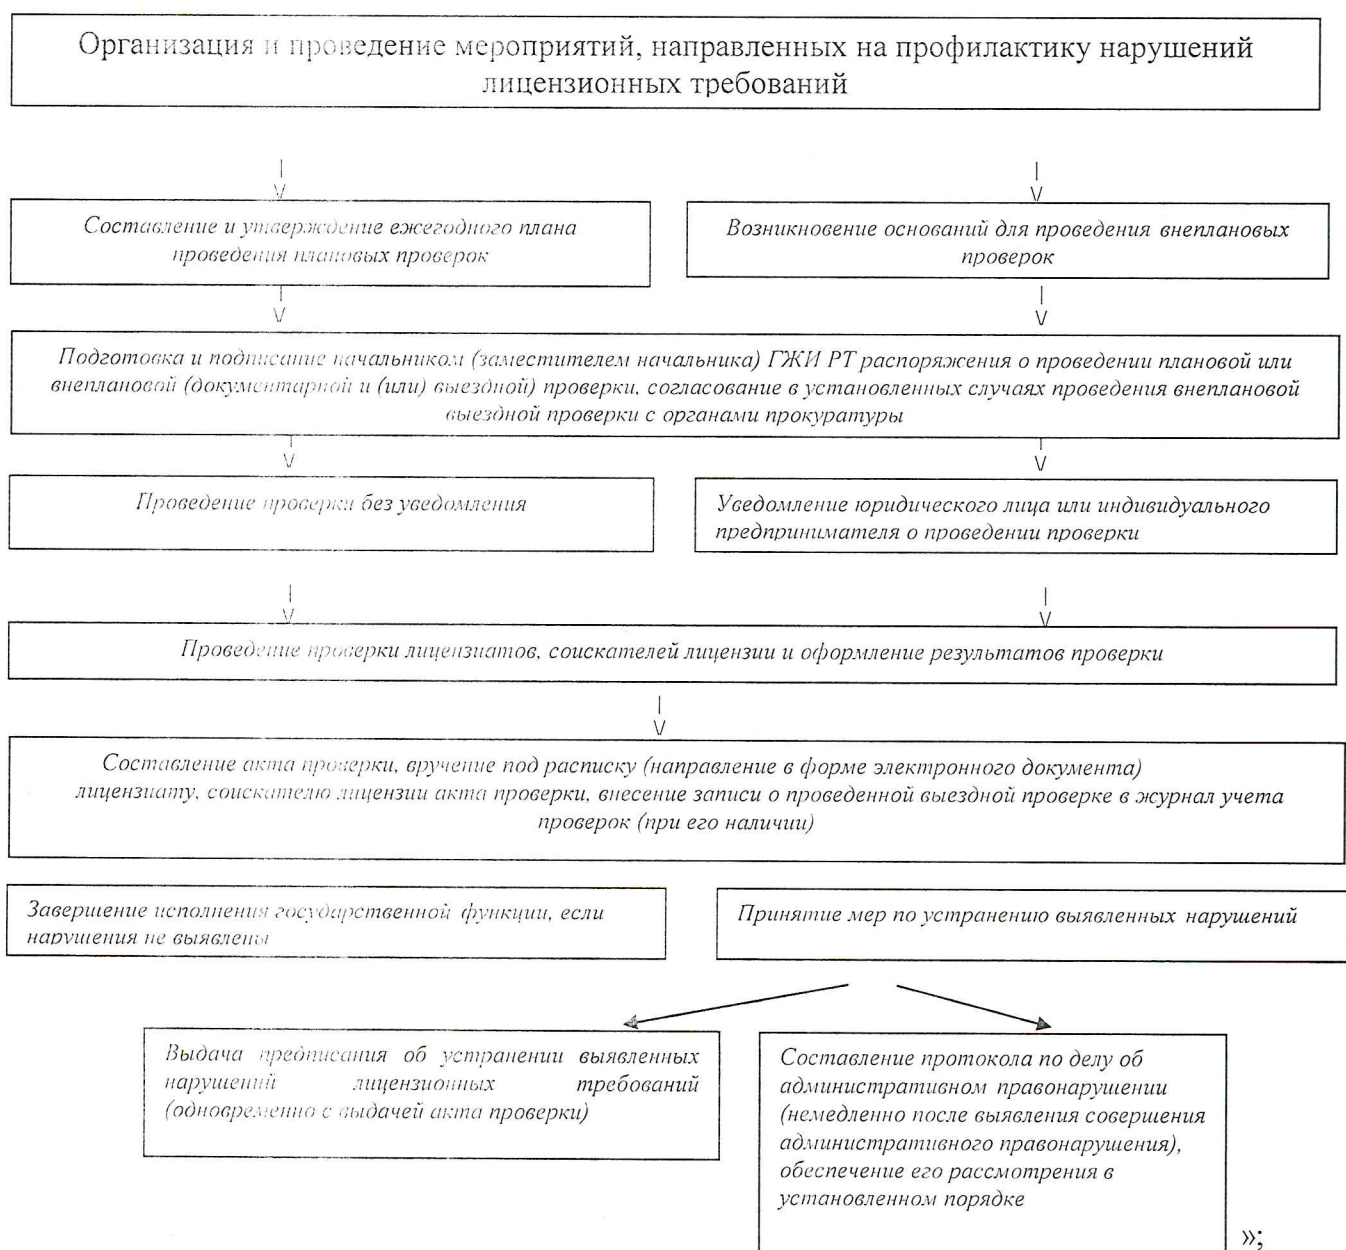 Организация и проведение мероприятий, направленных на профилактику нарушений
лицензионных требований
Составление и утверждение ежегодного плана
проведения плановых проверок
Возникновение оснований для проведения внеплановых
проверок
Подготовка и подписание начальником (заместителем начальника) ГЖИ РТ распоряжения о проведении плановой или
внеплановой (документарной и (или) выездной) проверки, согласование в установленных случаях проведения внеплановой
выездной проверки с органами прокуратуры
Проведение проверки без уведомления
Уведомление юридического лица или индивидуального
предпринимателя о проведении проверки
Проведение проверки лицензиатов, соискателей лицензии и оформление результатов проверки
Составление акта проверки, вручение под расписку (направление в форме электронного документа)
лицензиату, соискателю лицензии акта проверки, внесение записи о проведенной выездной проверке в журнал учета
проверок (при его наличии)
Завершение исполнения государственной функции, если
нарушения не выявлены
Принятие мер по устранению выявленных нарушений
Выдача предписания об устранении выявленных
нарушений лицензионных требований
(одновременно с выдачей акта проверки)
Составление протокола по делу об
административном правонарушении
(немедленно после выявления совершения
административного правонарушения),
обеспечение его рассмотрения в
установленном порядке
»;